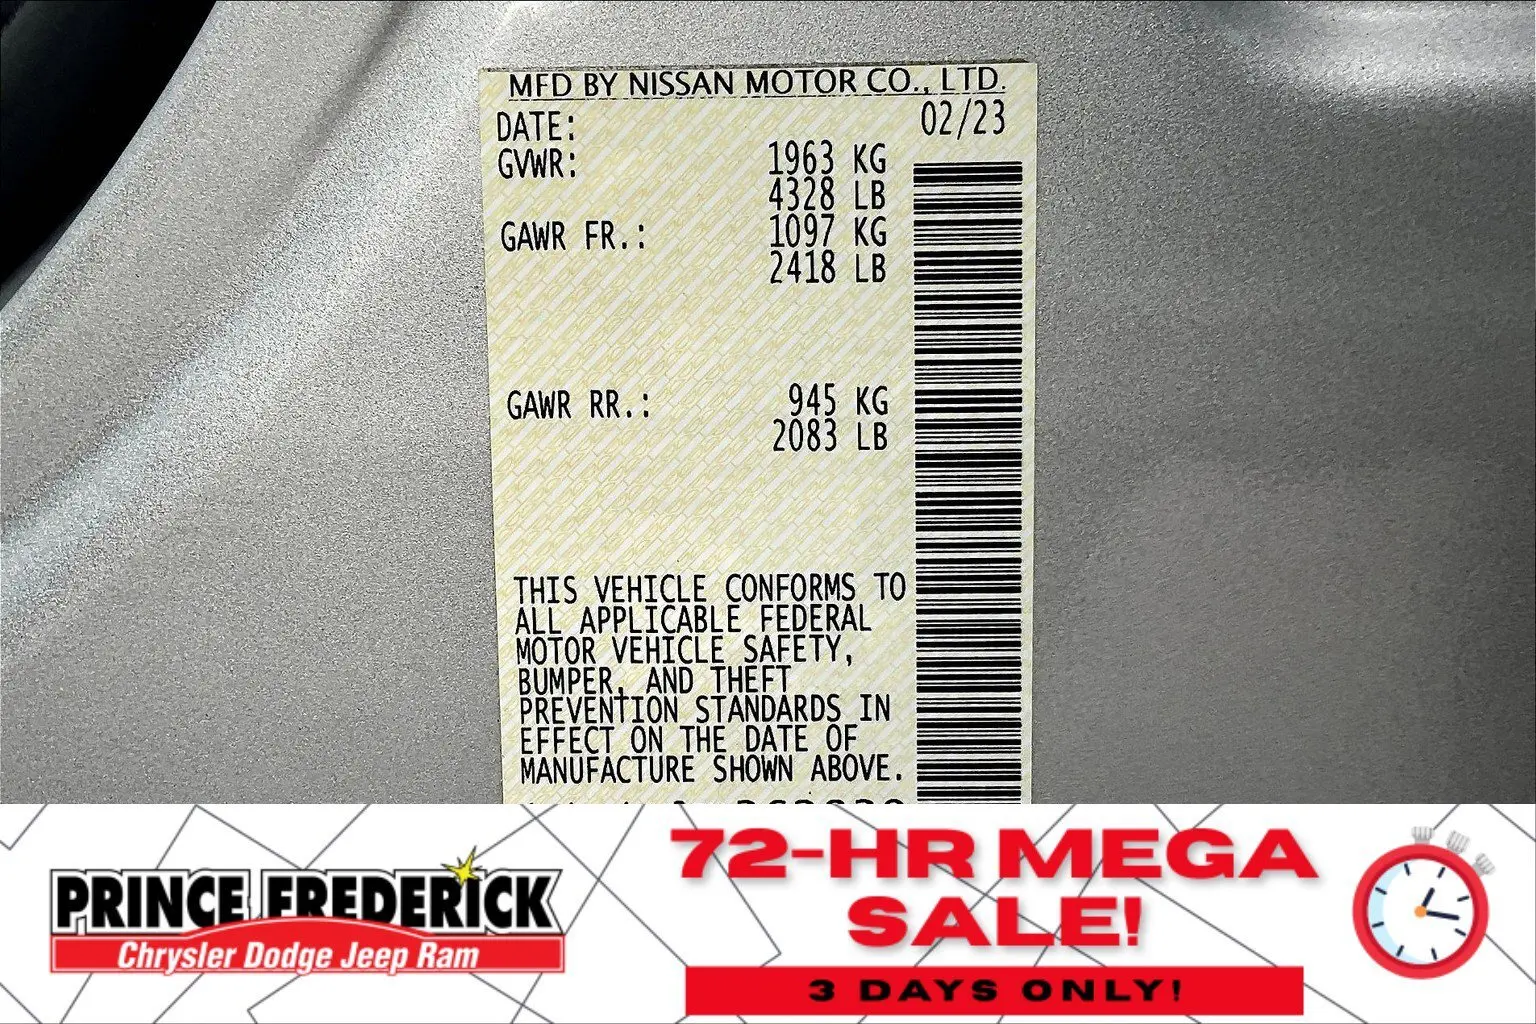 MFD BY NISSAN MOTOR CO., LTD.
DATE: 02/23
GVWR: 1963 KG
4328 LB
GAWR FR.: 1097 KG
2418 LB
GAWR RR.: 945 KG
2083 LB
THIS VEHICLE CONFORMS TO
ALL APPLICABLE FEDERAL
MOTOR VEHICLE SAFETY,
BUMPER, AND THEFT
PREVENTION STANDARDS IN
EFFECT ON THE DATE OF
MANUFACTURE SHOWN ABOVE.
PRINCE FREDERICK
Chrysler Dodge Jeep Ram
72-HR MEGA
SALE!
3 DAYS ONLY!